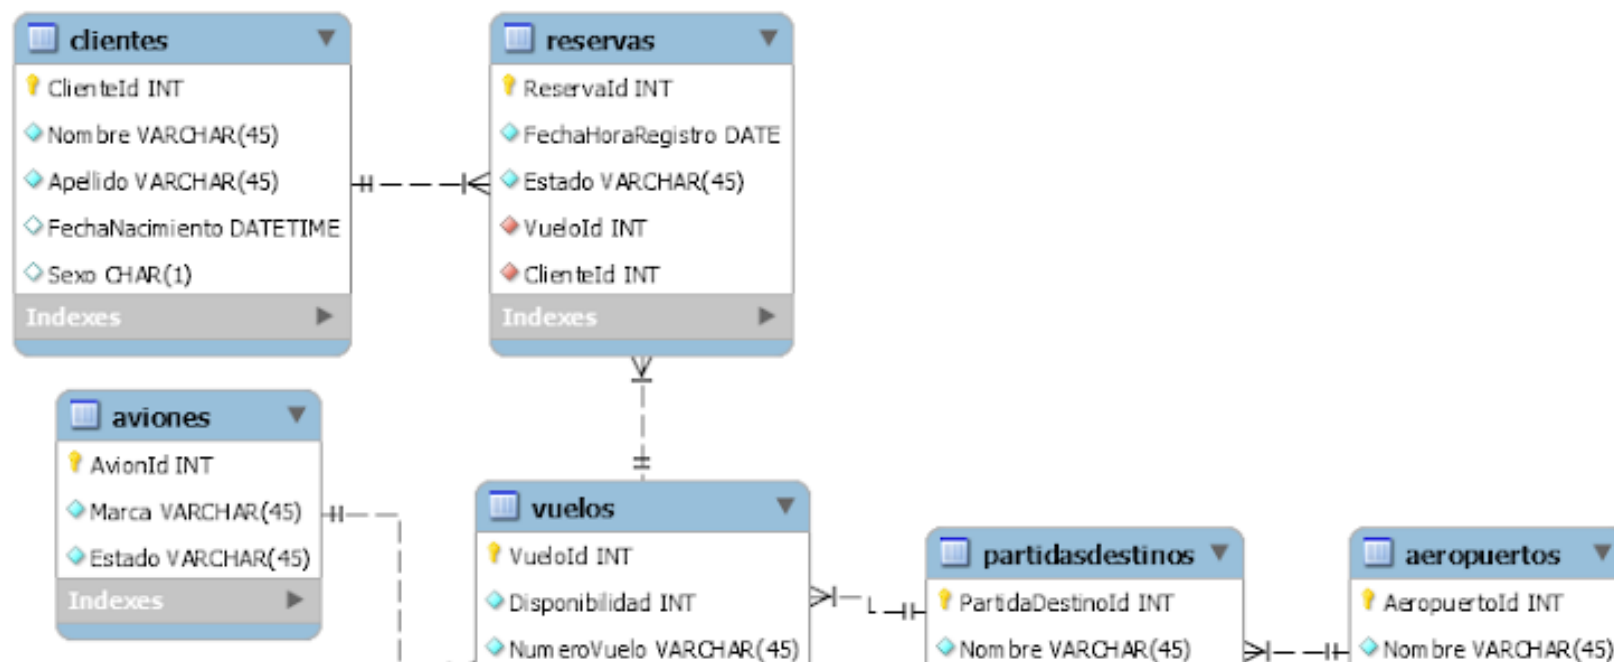 clientes
ClienteId INT
Nombre VARCHAR(45)
Apellido VARCHAR(45)
FechaNacimiento DATETIME
Sexo CHAR(1)
Indexes
reservas
ReservaId INT
FechaHoraRegistro DATE
Estado VARCHAR(45)
VueloId INT
ClienteId INT
Indexes
aviones
AvionId INT
Marca VARCHAR(45)
Estado VARCHAR(45)
Indexes
vuelos
VueloId INT
Disponibilidad INT
NumeroVuelo VARCHAR(45)
partidasdestinos
PartidaDestinoId INT
Nombre VARCHAR(45)
aeropuertos
AeropuertoId INT
Nombre VARCHAR(45)